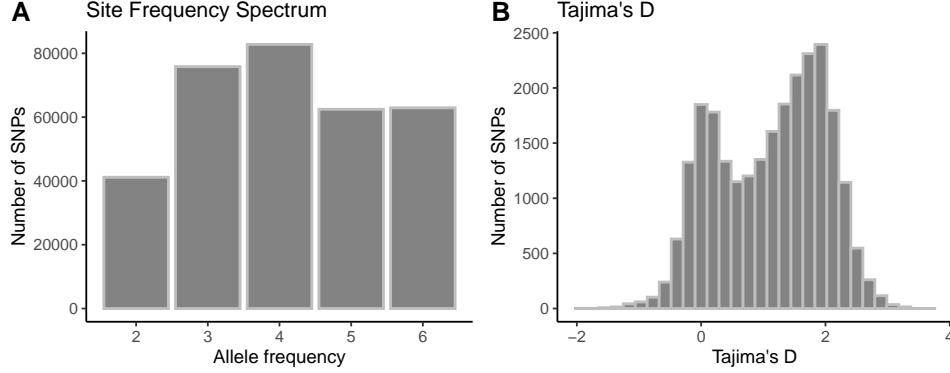 A Site Frequency Spectrum
Number of SNPs
80000
60000
40000
20000
0
2 3 4 5 6
Allele frequency
B Tajima's D
Number of SNPs
2500
2000
1500
1000
500
0
−2 0 2 4
Tajima's D